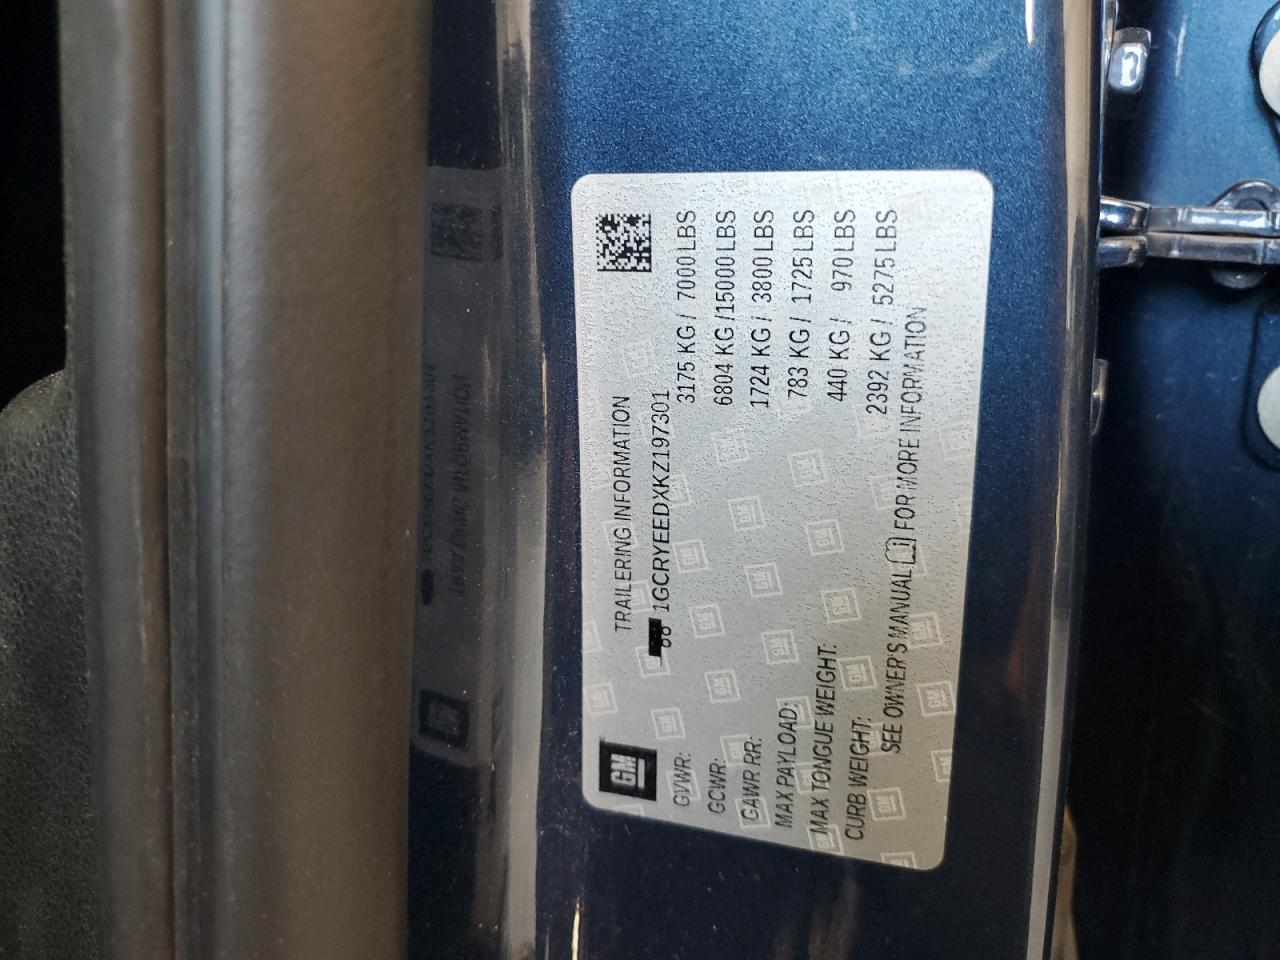 GM
TRAILERING INFORMATION
1GCRYEEDXKZ197301
GVWR: 3175 KG / 7000 LBS
GCWR: 6804 KG /15000 LBS
GAWR RR: 1724 KG / 3800 LBS
MAX PAYLOAD: 783 KG / 1725 LBS
MAX TONGUE WEIGHT: 440 KG / 970 LBS
CURB WEIGHT: 2392 KG / 5275 LBS
SEE OWNER'S MANUAL FOR MORE INFORMATION